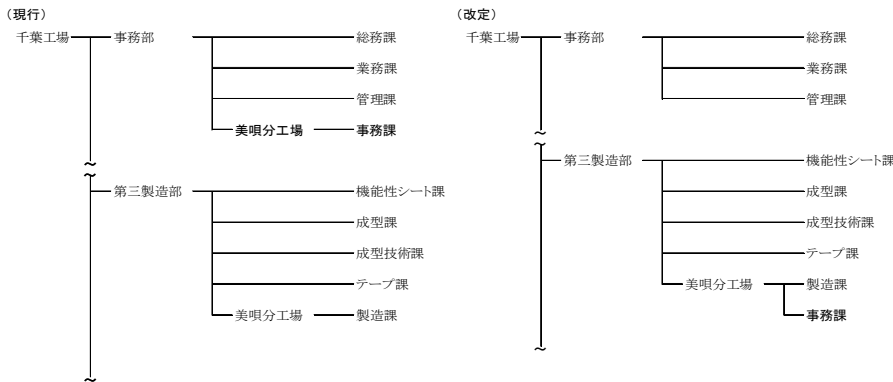 (現行)
千葉工場 事務部 総務課
業務課
管理課
美唄分工場 事務課
～
～
第三製造部 機能性シート課
成型課
成型技術課
テープ課
美唄分工場 製造課
～
(改定)
千葉工場 事務部 総務課
業務課
管理課
～
～
第三製造部 機能性シート課
成型課
成型技術課
テープ課
美唄分工場 製造課
事務課
～